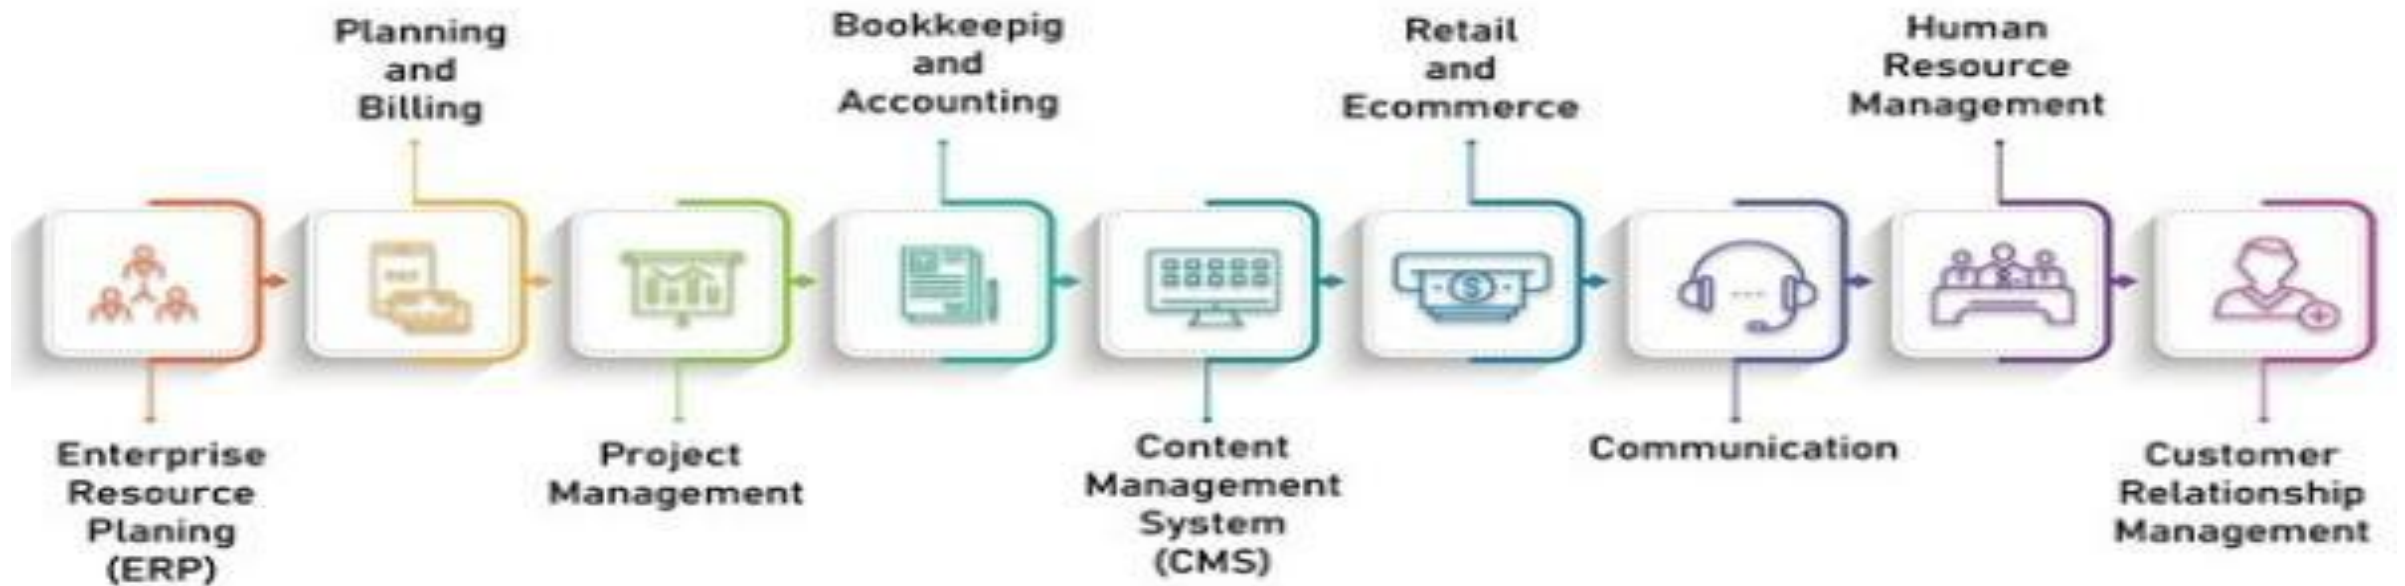 Planning
and
Billing
Bookkeepig
and
Accounting
Retail
and
Ecommerce
Human
Resource
Management
Enterprise
Resource
Planing
(ERP)
Project
Management
Content
Management
System
(CMS)
Communication
Customer
Relationship
Management